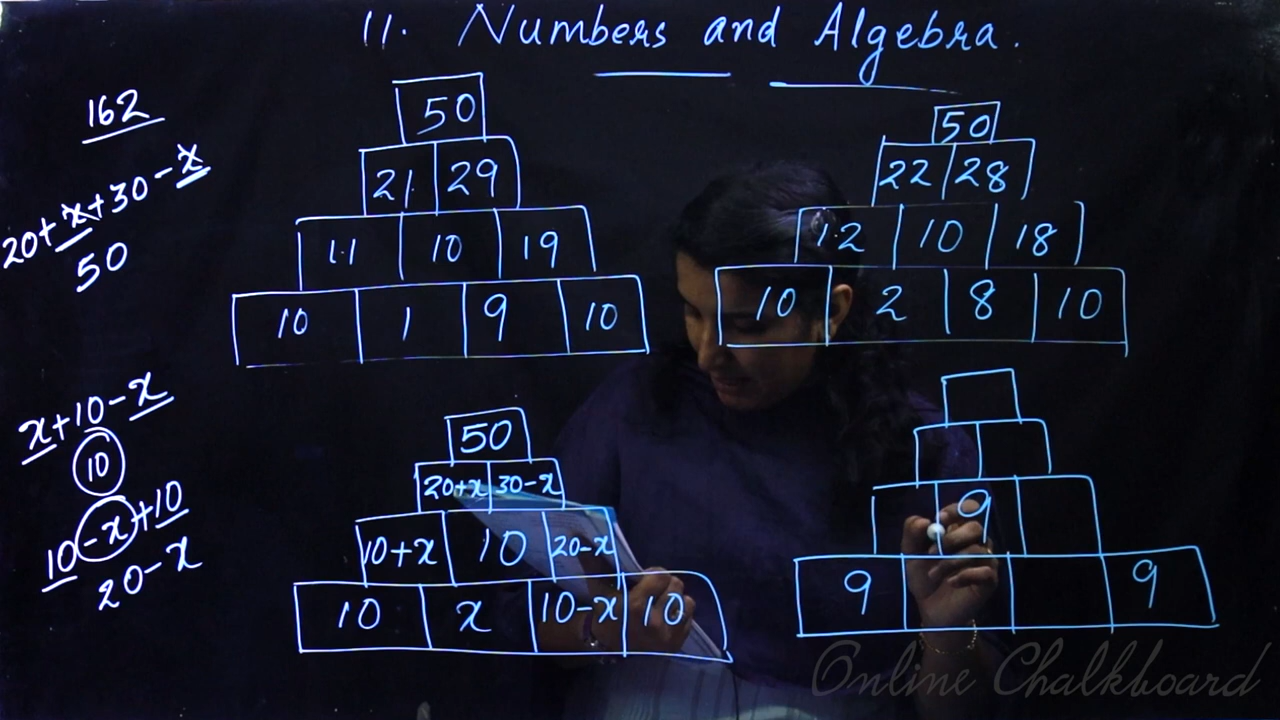 11. Numbers and Algebra.
162
20+x+30-x
50
50
21 29
11 10 19
10 1 9 10
50
22 28
12 10 18
10 2 8 10
x+10-x
10
10-x+10
20-x
50
20+x 30-x
10+x 10 20-x
10 x 10-x 10
9
9 9
Online Chalkboard